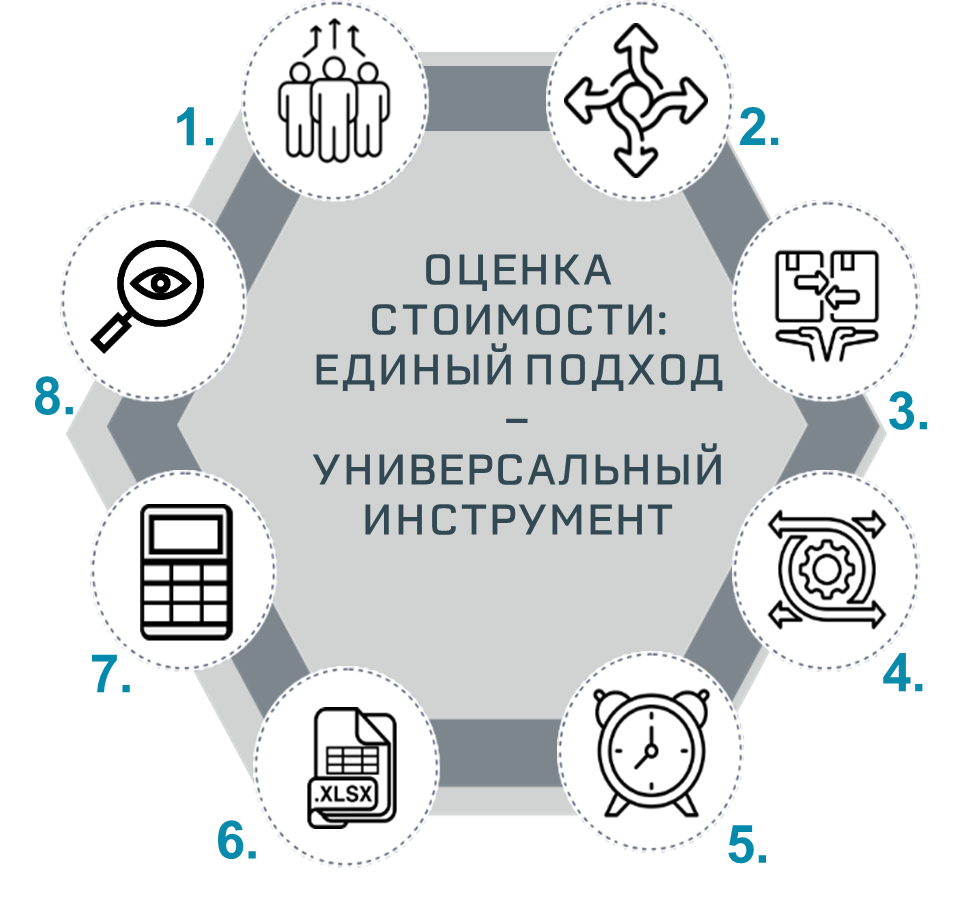 1.
2.
8.
3.
ОЦЕНКА
СТОИМОСТИ:
ЕДИНЫЙ ПОДХОД
–
УНИВЕРСАЛЬНЫЙ
ИНСТРУМЕНТ
7.
4.
.XLSX
6.
5.